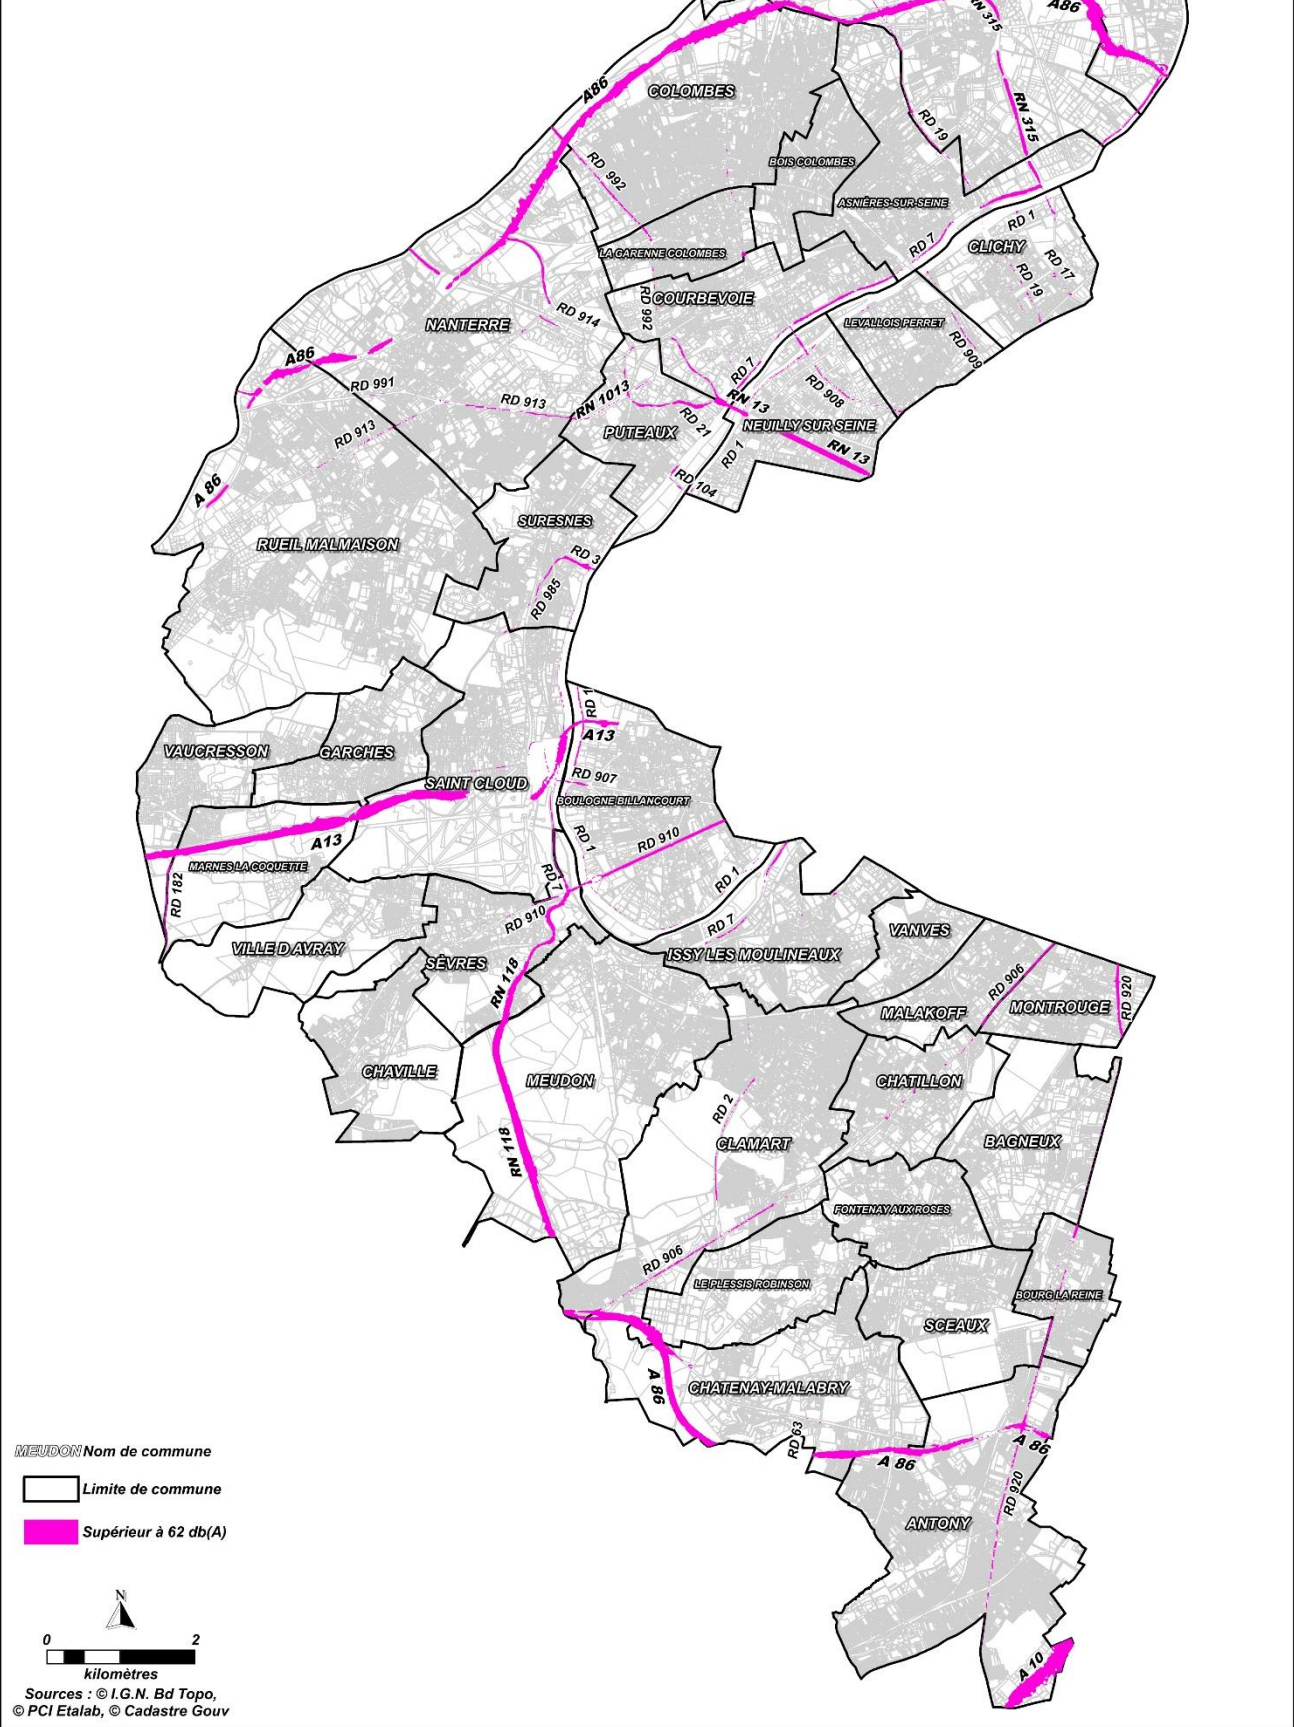 A86
RN 315
A86
COLOMBES
RN 315
RD 19
BOIS COLOMBES
RD 992
ASNIÈRES-SUR-SEINE
RD 1
RD 7
CLICHY
LA GARENNE COLOMBES
RD 17
RD 19
RD 992
COURBEVOIE
RD 914
NANTERRE
LEVALLOIS PERRET
RD 909
A86
RD 7
RD 991
RD 908
RN 1013
RD 913
RN 13
RD 21
NEUILLY SUR SEINE
PUTEAUX
RD 913
RD 1
RN 13
RD 104
A 86
SURESNES
RUEIL MALMAISON
RD 3
RD 985
RD 1
A13
VAUCRESSON
GARCHES
SAINT CLOUD
RD 907
BOULOGNE BILLANCOURT
RD 1
RD 910
A13
MARNES LA COQUETTE
RD 182
RD 7
RD 1
RD 910
RD 7
VANVES
VILLE D AVRAY
SÈVRES
ISSY LES MOULINEAUX
RN 118
RD 906
RD 920
MALAKOFF
MONTROUGE
CHAVILLE
MEUDON
CHATILLON
RD 2
CLAMART
BAGNEUX
RN 118
FONTENAY AUX ROSES
RD 906
LE PLESSIS ROBINSON
BOURG LA REINE
SCEAUX
A 86
CHATENAY-MALABRY
RD 63
A 86
A 86
RD 920
ANTONY
A 10
MEUDON Nom de commune
Limite de commune
Supérieur à 62 db(A)
N
0 2
kilomètres
Sources : © I.G.N. Bd Topo,
© PCI Etalab, © Cadastre Gouv